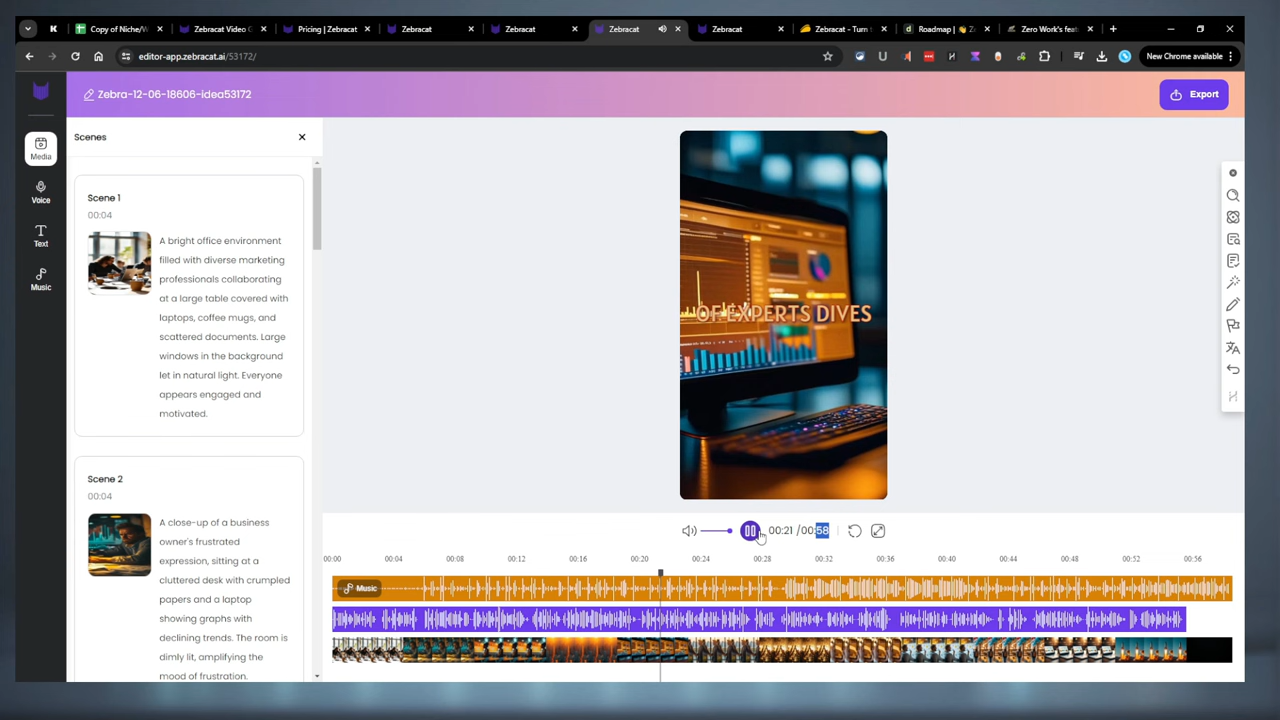 K
Copy of Niche/W
Zebracat Video G
Pricing | Zebracat
Zebracat
Zebracat
Zebracat
Zebracat
Zebracat - Turn t
Roadmap | 👋 Z
Zero Work's feat
editor-app.zebracat.ai/53172/
New Chrome available
Zebra-12-06-18606-idea53172
Export
Media
Voice
Text
Music
Scenes
Scene 1
00:04
A bright office environment
filled with diverse marketing
professionals collaborating
at a large table covered with
laptops, coffee mugs, and
scattered documents. Large
windows in the background
let in natural light. Everyone
appears engaged and
motivated.
Scene 2
00:04
A close-up of a business
owner's frustrated
expression, sitting at a
cluttered desk with crumpled
papers and a laptop
showing graphs with
declining trends. The room is
dimly lit, amplifying the
mood of frustration.
OF EXPERTS DIVES
00:21 /00:58
00:00 00:04 00:08 00:12 00:16 00:20 00:24 00:28 00:32 00:36 00:40 00:44 00:48 00:52 00:56
Music